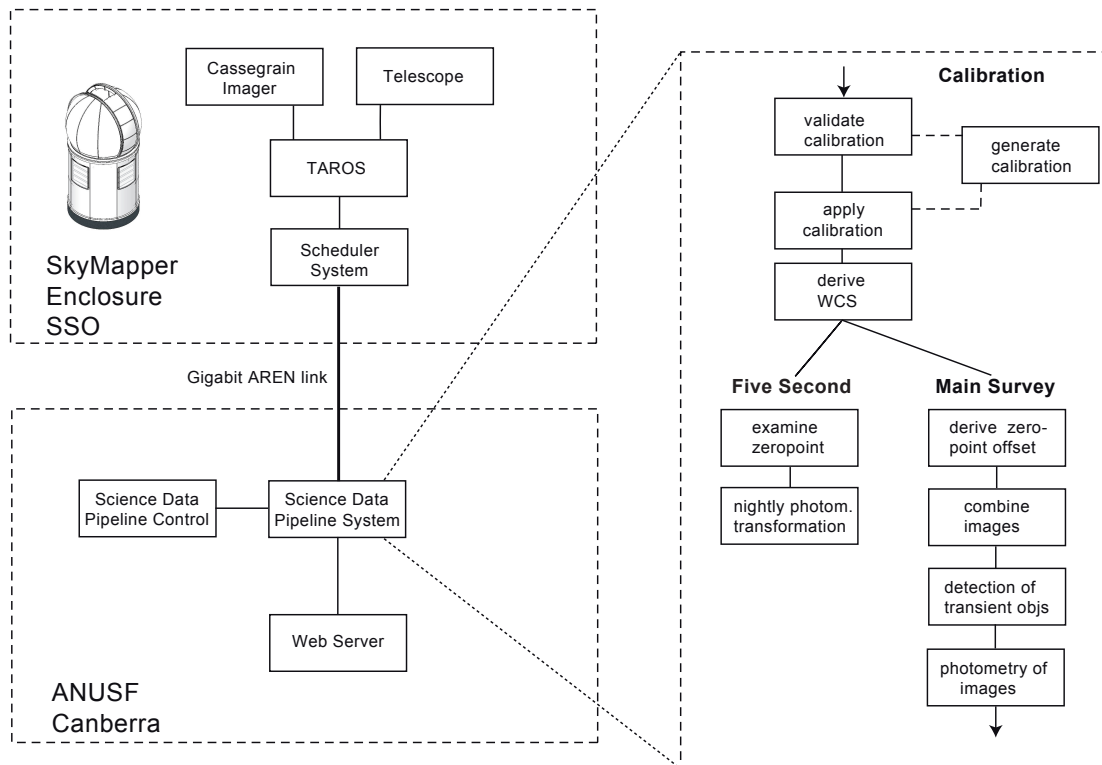 Cassegrain
Imager
Telescope
TAROS
Scheduler
System
SkyMapper
Enclosure
SSO
Gigabit AREN link
Science Data
Pipeline Control
Science Data
Pipeline System
Web Server
ANUSF
Canberra
Calibration
validate
calibration
generate
calibration
apply
calibration
derive
WCS
Five Second
examine
zeropoint
nightly photom.
transformation
Main Survey
derive zero-
point offset
combine
images
detection of
transient objs
photometry of
images